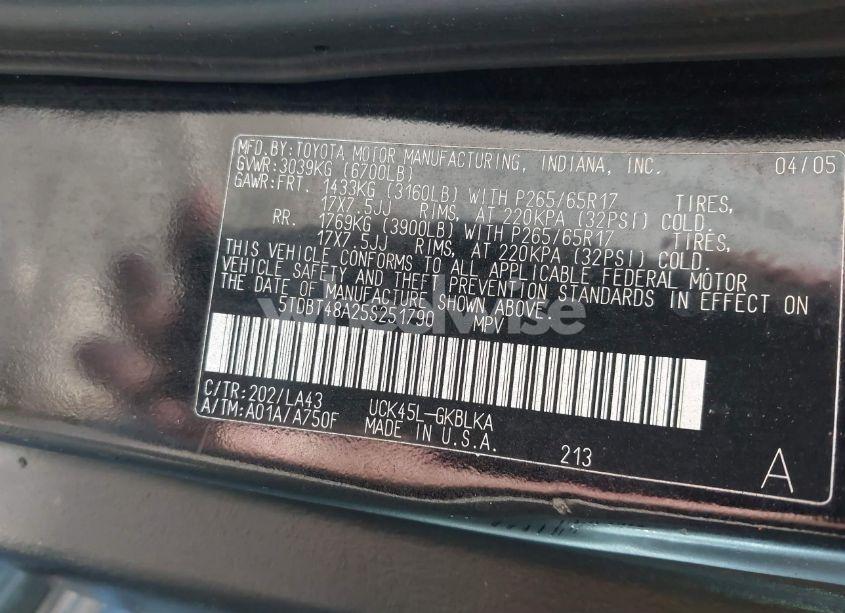 MFD.BY:TOYOTA MOTOR MANUFACTURING, INDIANA, INC. 04/05
GVWR:3039KG (6700LB)
GAWR:FRT. 1433KG (3160LB) WITH P265/65R17 TIRES,
17X7.5JJ RIMS, AT 220KPA (32PSI) COLD.
RR. 1769KG (3900LB) WITH P265/65R17 TIRES,
17X7.5JJ RIMS, AT 220KPA (32PSI) COLD.
THIS VEHICLE CONFORMS TO ALL APPLICABLE FEDERAL MOTOR
VEHICLE SAFETY AND THEFT PREVENTION STANDARDS IN EFFECT ON
THE DATE OF MANUFACTURE SHOWN ABOVE.
5TDBT48A25S251790 MPV
wheelwise
C/TR:202/LA43 UCK45L-GKBLKA
A/TM:A01A/A750F MADE IN U.S.A.
213
A